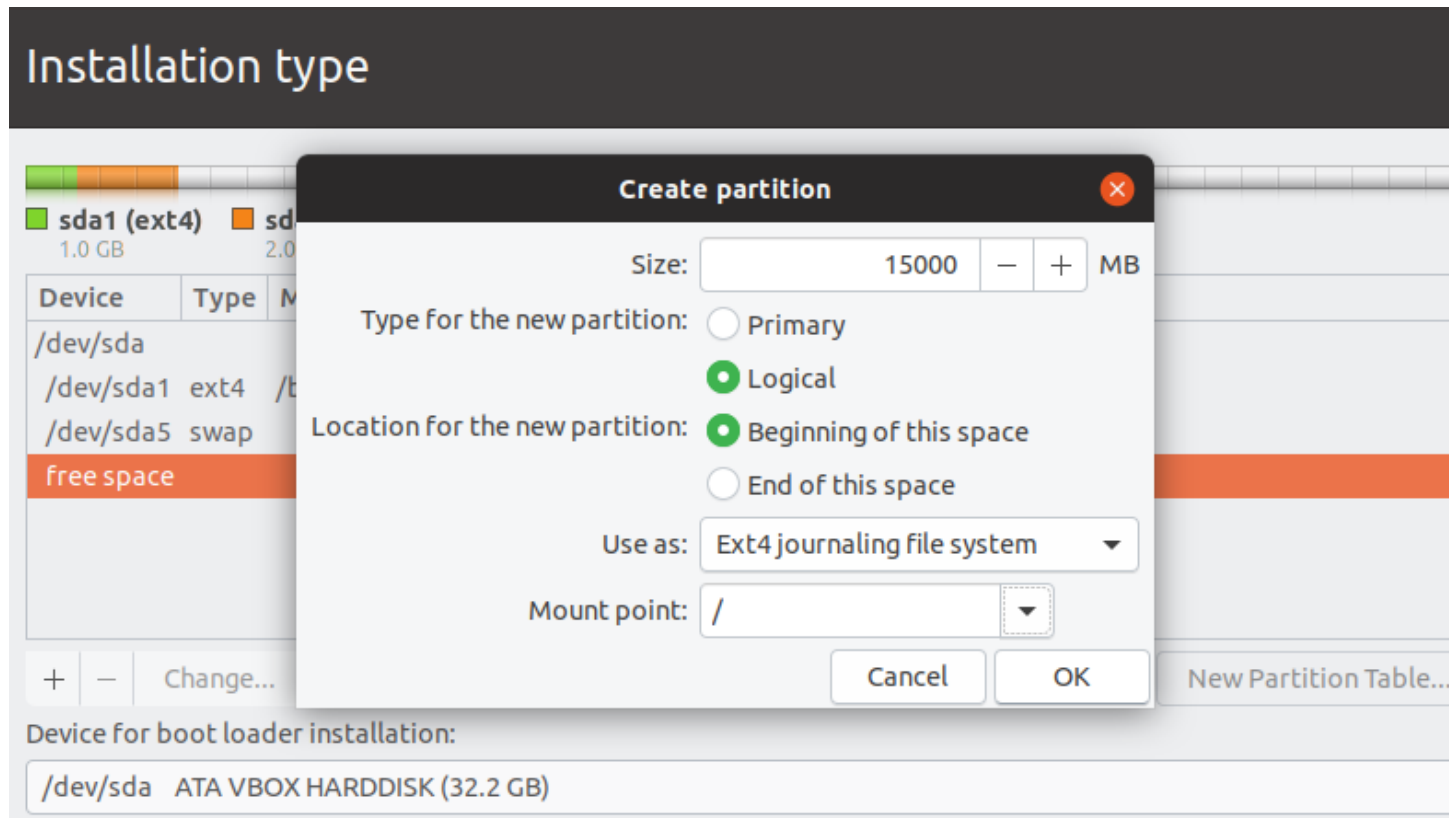 Installation type
Create partition
sda1 (ext4) sd
1.0 GB 2.0
Size: 15000 — + MB
Device Type M
Type for the new partition: Primary
/dev/sda
Logical
/dev/sda1 ext4 /b
Location for the new partition: Beginning of this space
/dev/sda5 swap
free space
End of this space
Use as: Ext4 journaling file system
Mount point: /
+ — Change...
Cancel OK
New Partition Table...
Device for boot loader installation:
/dev/sda ATA VBOX HARDDISK (32.2 GB)